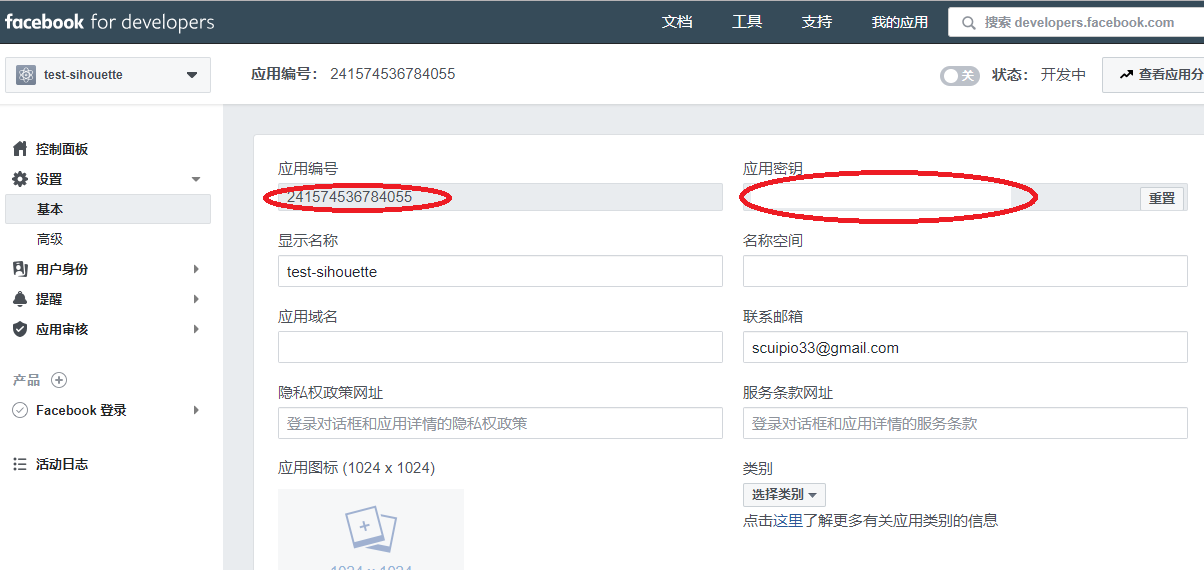 facebook for developers 文档 工具 支持 我的应用 搜索 developers.facebook.com
test-sihouette 应用编号： 241574536784055 关 状态： 开发中 查看应用分
控制面板
设置
基本
高级
用户身份
提醒
应用审核
产品
Facebook 登录
活动日志
应用编号 应用密钥
241574536784055 重置
显示名称 名称空间
test-sihouette
应用域名 联系邮箱
scuipio33@gmail.com
隐私权政策网址 服务条款网址
登录对话框和应用详情的隐私权政策 登录对话框和应用详情的服务条款
应用图标 (1024 x 1024) 类别
选择类别
点击这里了解更多有关应用类别的信息
1024 x 1024